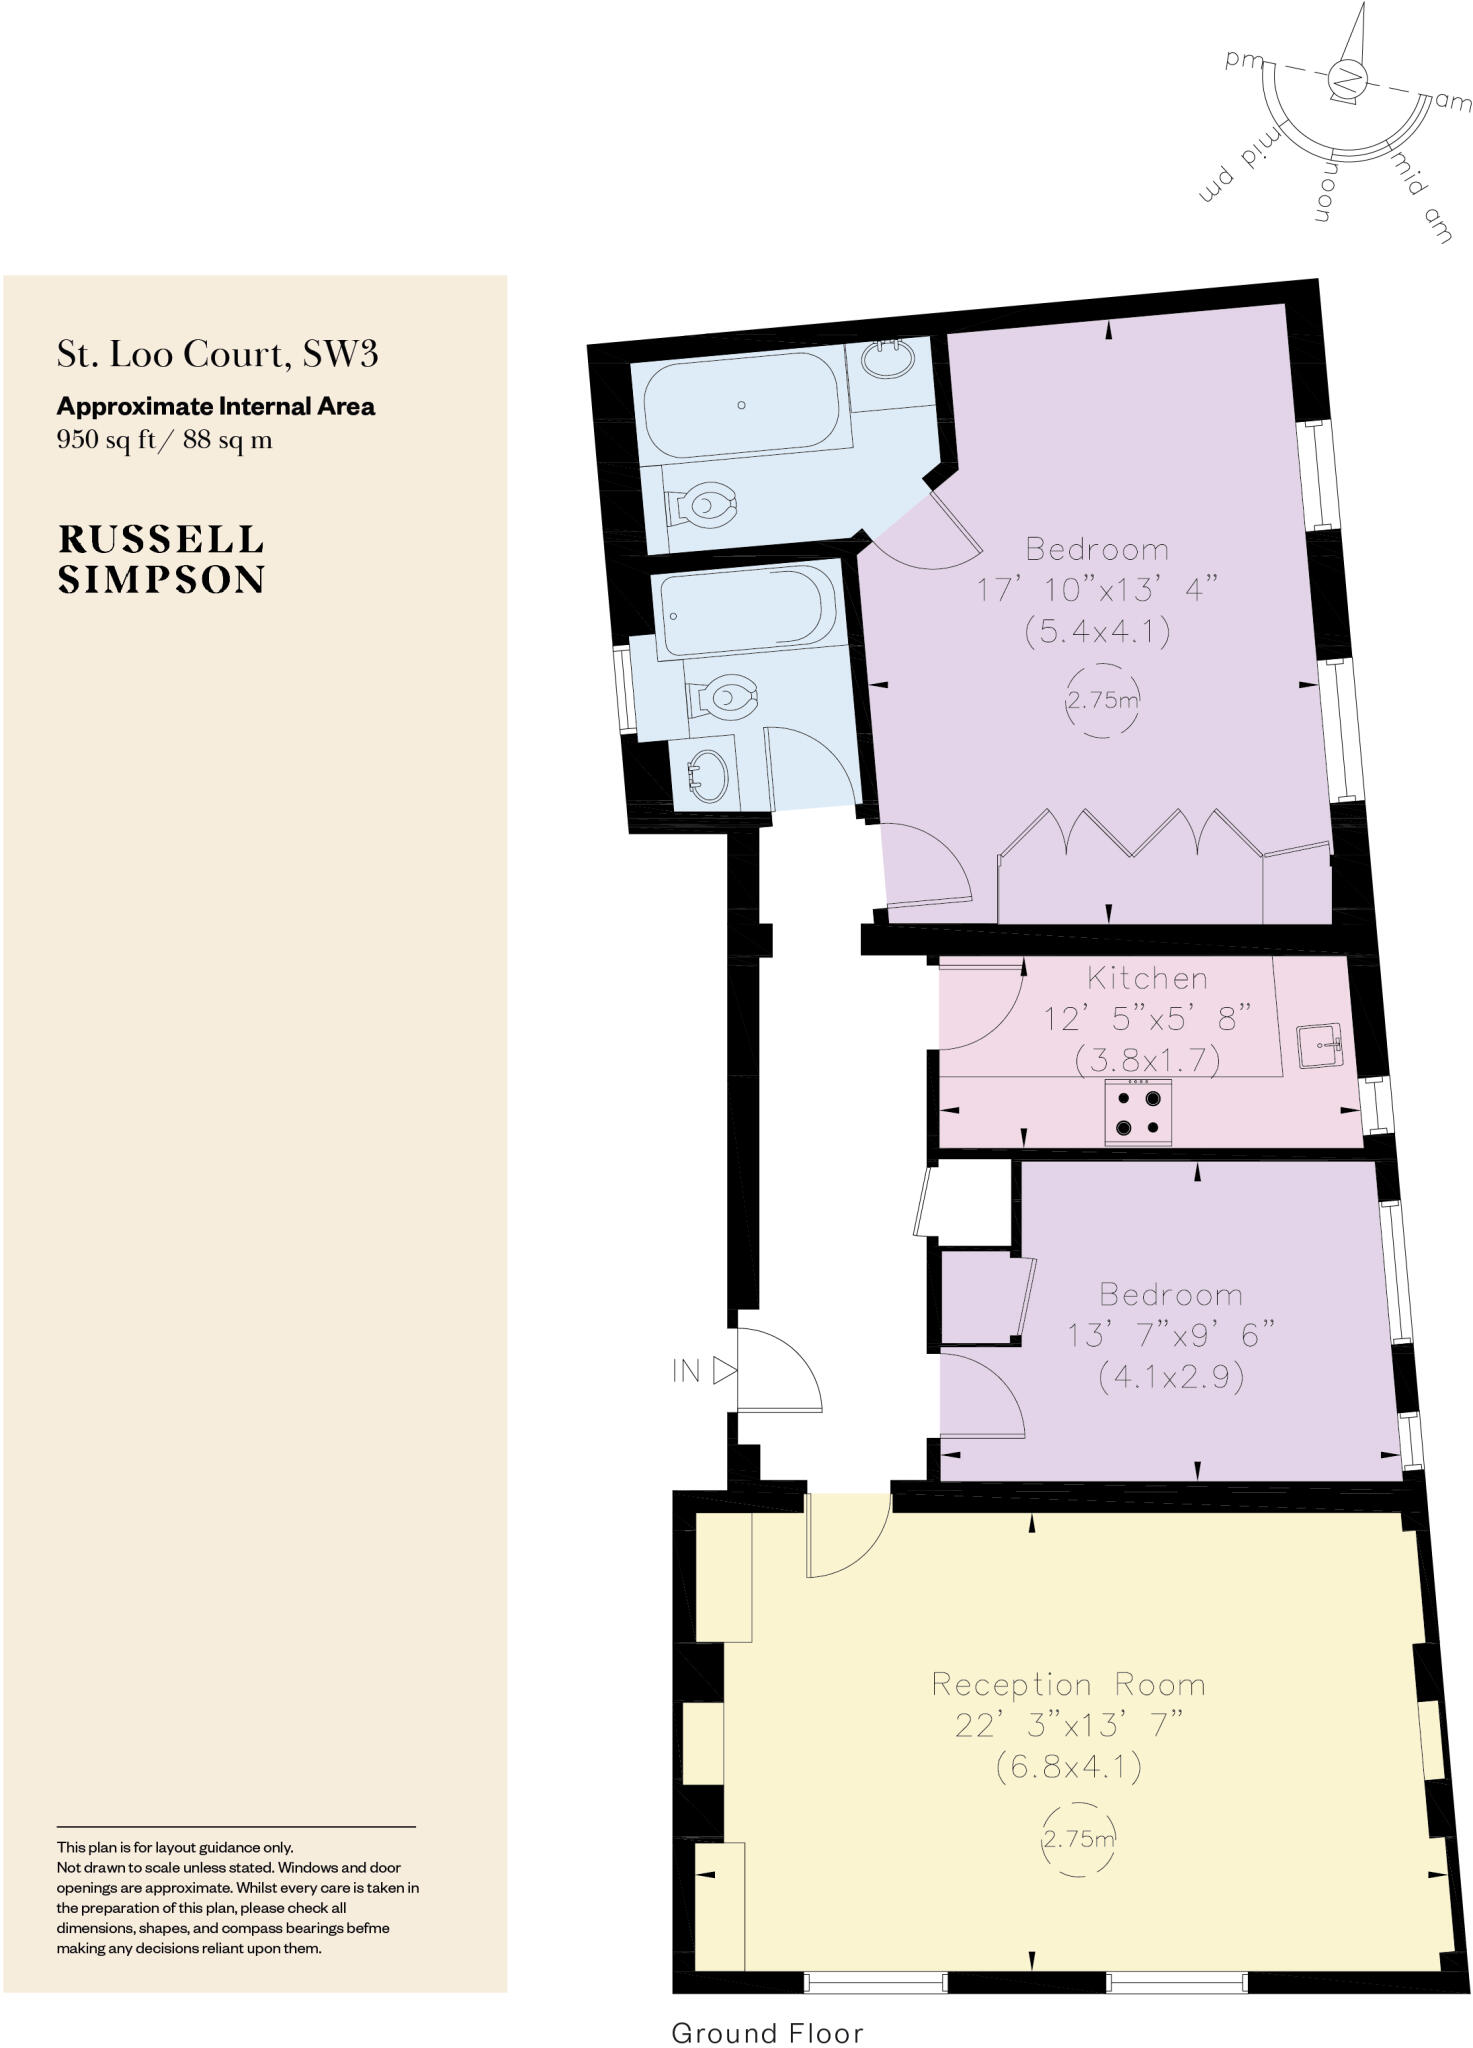 pm
am
mid pm
noon
mid am
N
St. Loo Court, SW3
Approximate Internal Area
950 sq ft/ 88 sq m
RUSSELL
SIMPSON
Bedroom
17' 10"x13' 4"
(5.4x4.1)
2.75m
Kitchen
12' 5"x5' 8"
(3.8x1.7)
Bedroom
13' 7"x9' 6"
(4.1x2.9)
IN
Reception Room
22' 3"x13' 7"
(6.8x4.1)
2.75m
This plan is for layout guidance only.
Not drawn to scale unless stated. Windows and door
openings are approximate. Whilst every care is taken in
the preparation of this plan, please check all
dimensions, shapes, and compass bearings befme
making any decisions reliant upon them.
Ground Floor